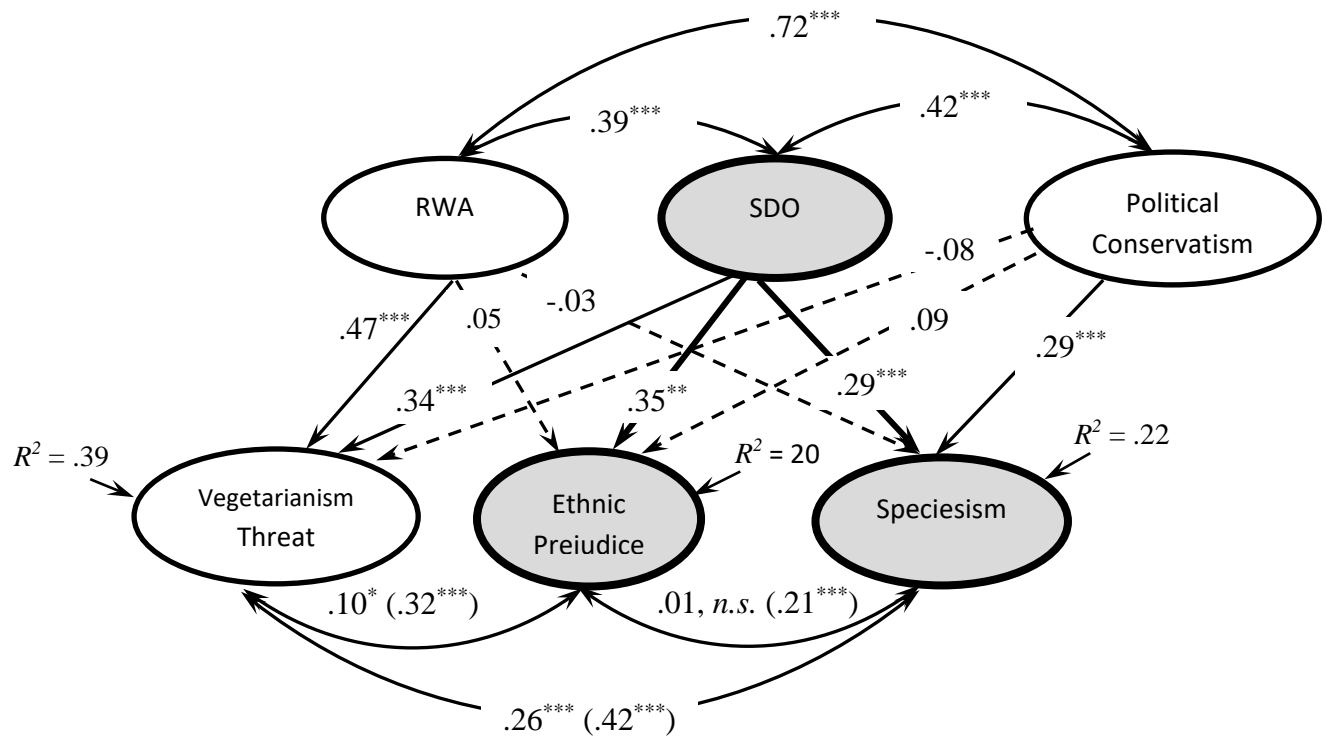 .72***
.39***
.42***
RWA
SDO
Political
Conservatism
-.08
-.03
.05
.47***
.09
.29***
.34***
.35**
.29***
R² = .39
R² = 20
R² = .22
Vegetarianism
Threat
Ethnic
Preiudice
Speciesism
.10* (.32***)
.01, n.s. (.21***)
.26*** (.42***)